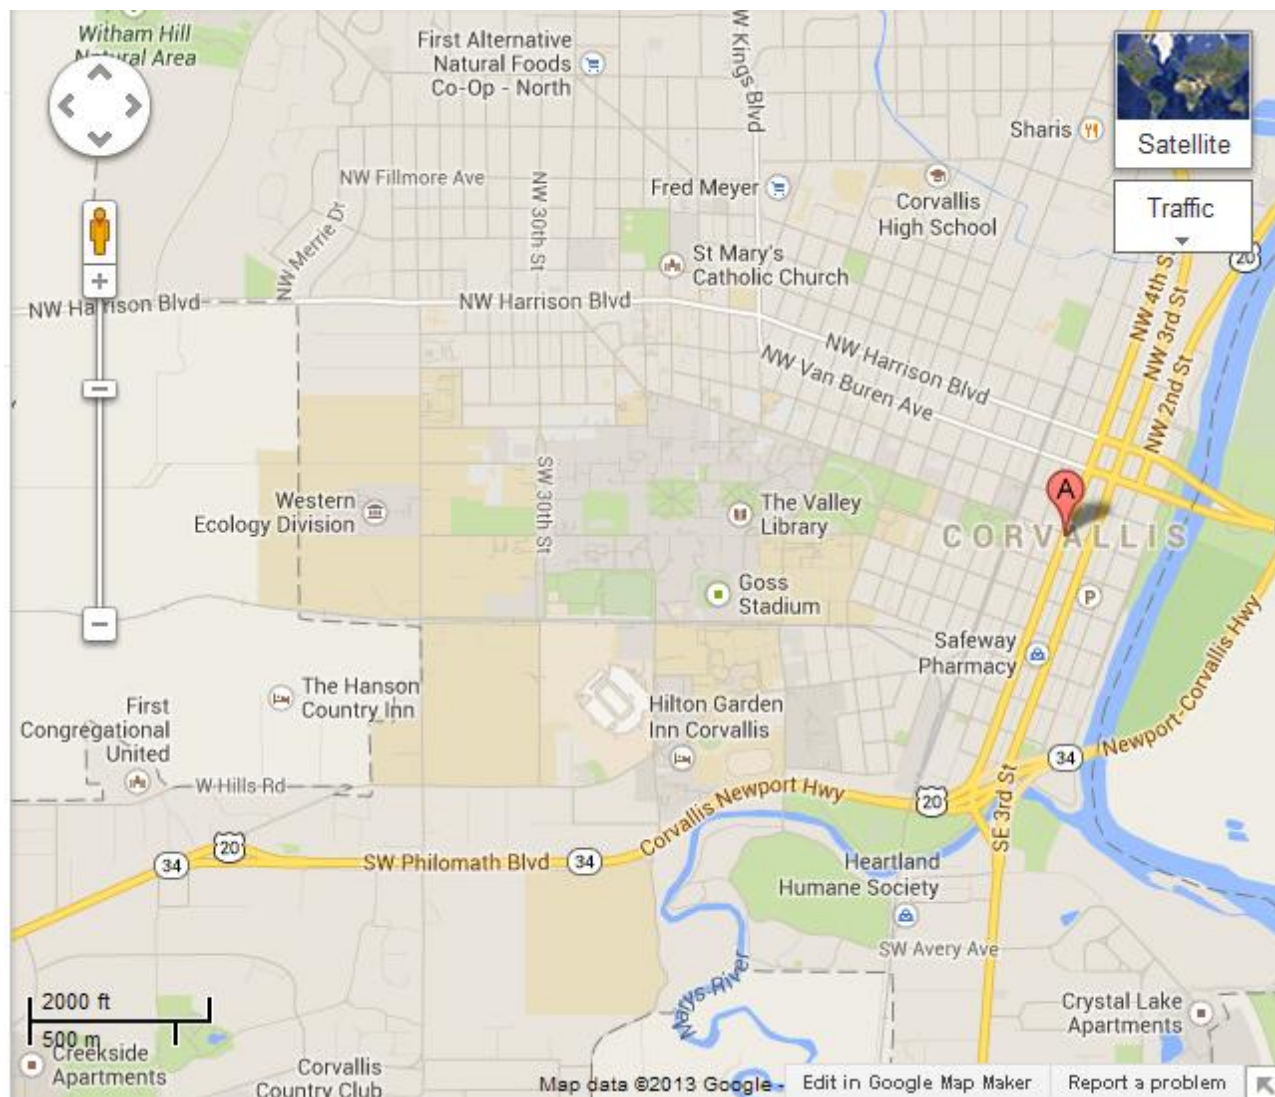 Witham Hill
Natural Area
First Alternative
Natural Foods
Co-Op - North
NW Kings Blvd
Sharis
Satellite
Traffic
NW Fillmore Ave
NW 30th St
Fred Meyer
Corvallis
High School
NW Merrie Dr
St Mary's
Catholic Church
20
NW Harrison Blvd
NW Harrison Blvd
NW Harrison Blvd
NW Van Buren Ave
NW 4th St
NW 3rd St
NW 2nd St
SW 30th St
Western
Ecology Division
The Valley
Library
A
CORVALLIS
Goss
Stadium
P
Safeway
Pharmacy
Newport-Corvallis Hwy
The Hanson
Country Inn
First
Congregational
United
Hilton Garden
Inn Corvallis
W Hills Rd
Corvallis Newport Hwy
20
34
SE 3rd St
34
20
SW Philomath Blvd
34
Heartland
Humane Society
SW Avery Ave
Marys River
2000 ft
500 m
Creekside
Apartments
Corvallis
Country Club
Crystal Lake
Apartments
Map data ©2013 Google -
Edit in Google Map Maker
Report a problem